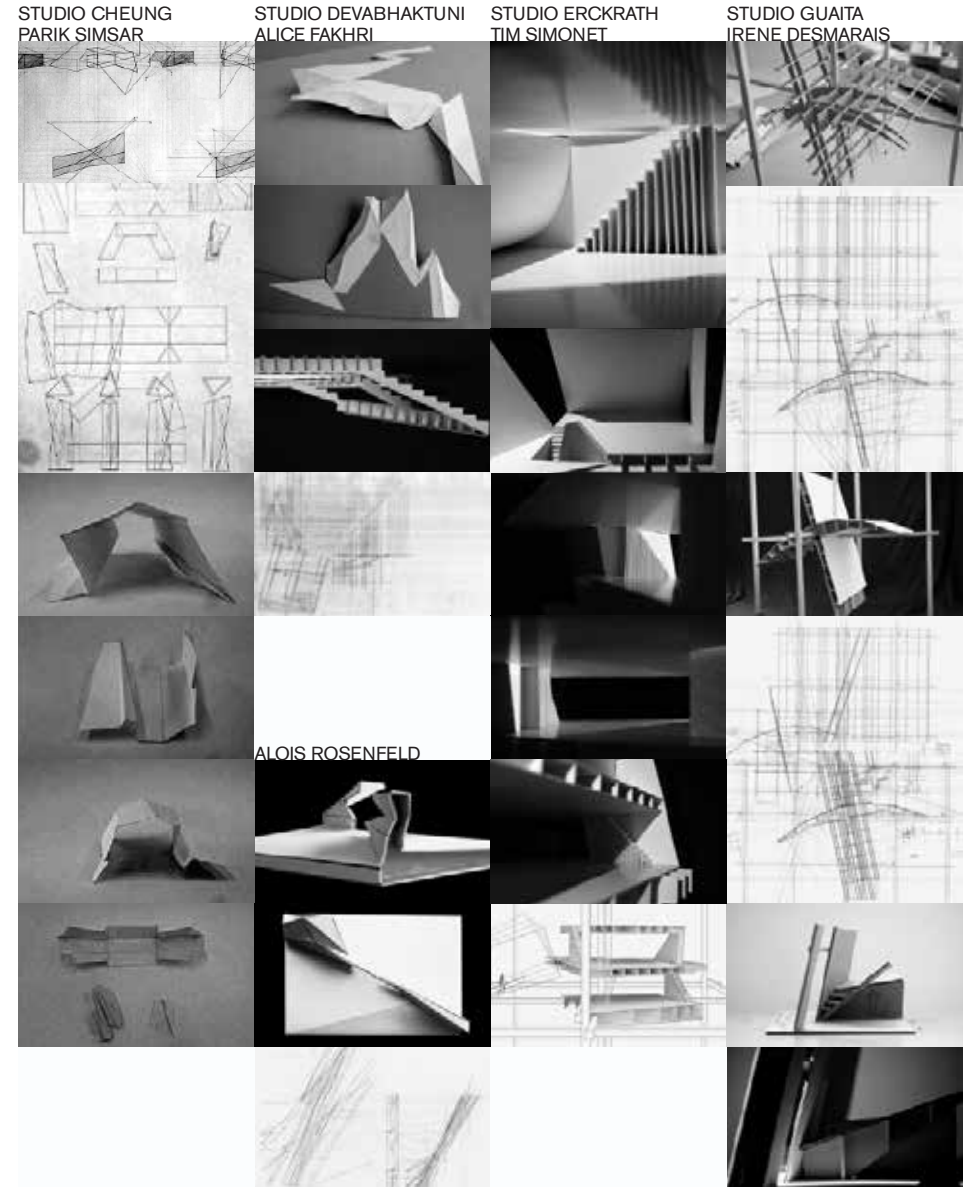 STUDIO CHEUNG
PARIK SIMSAR
STUDIO DEVABHAKTUNI
ALICE FAKHRI
STUDIO ERCKRATH
TIM SIMONET
STUDIO GUAITA
IRENE DESMARAIS
ALOIS ROSENFELD